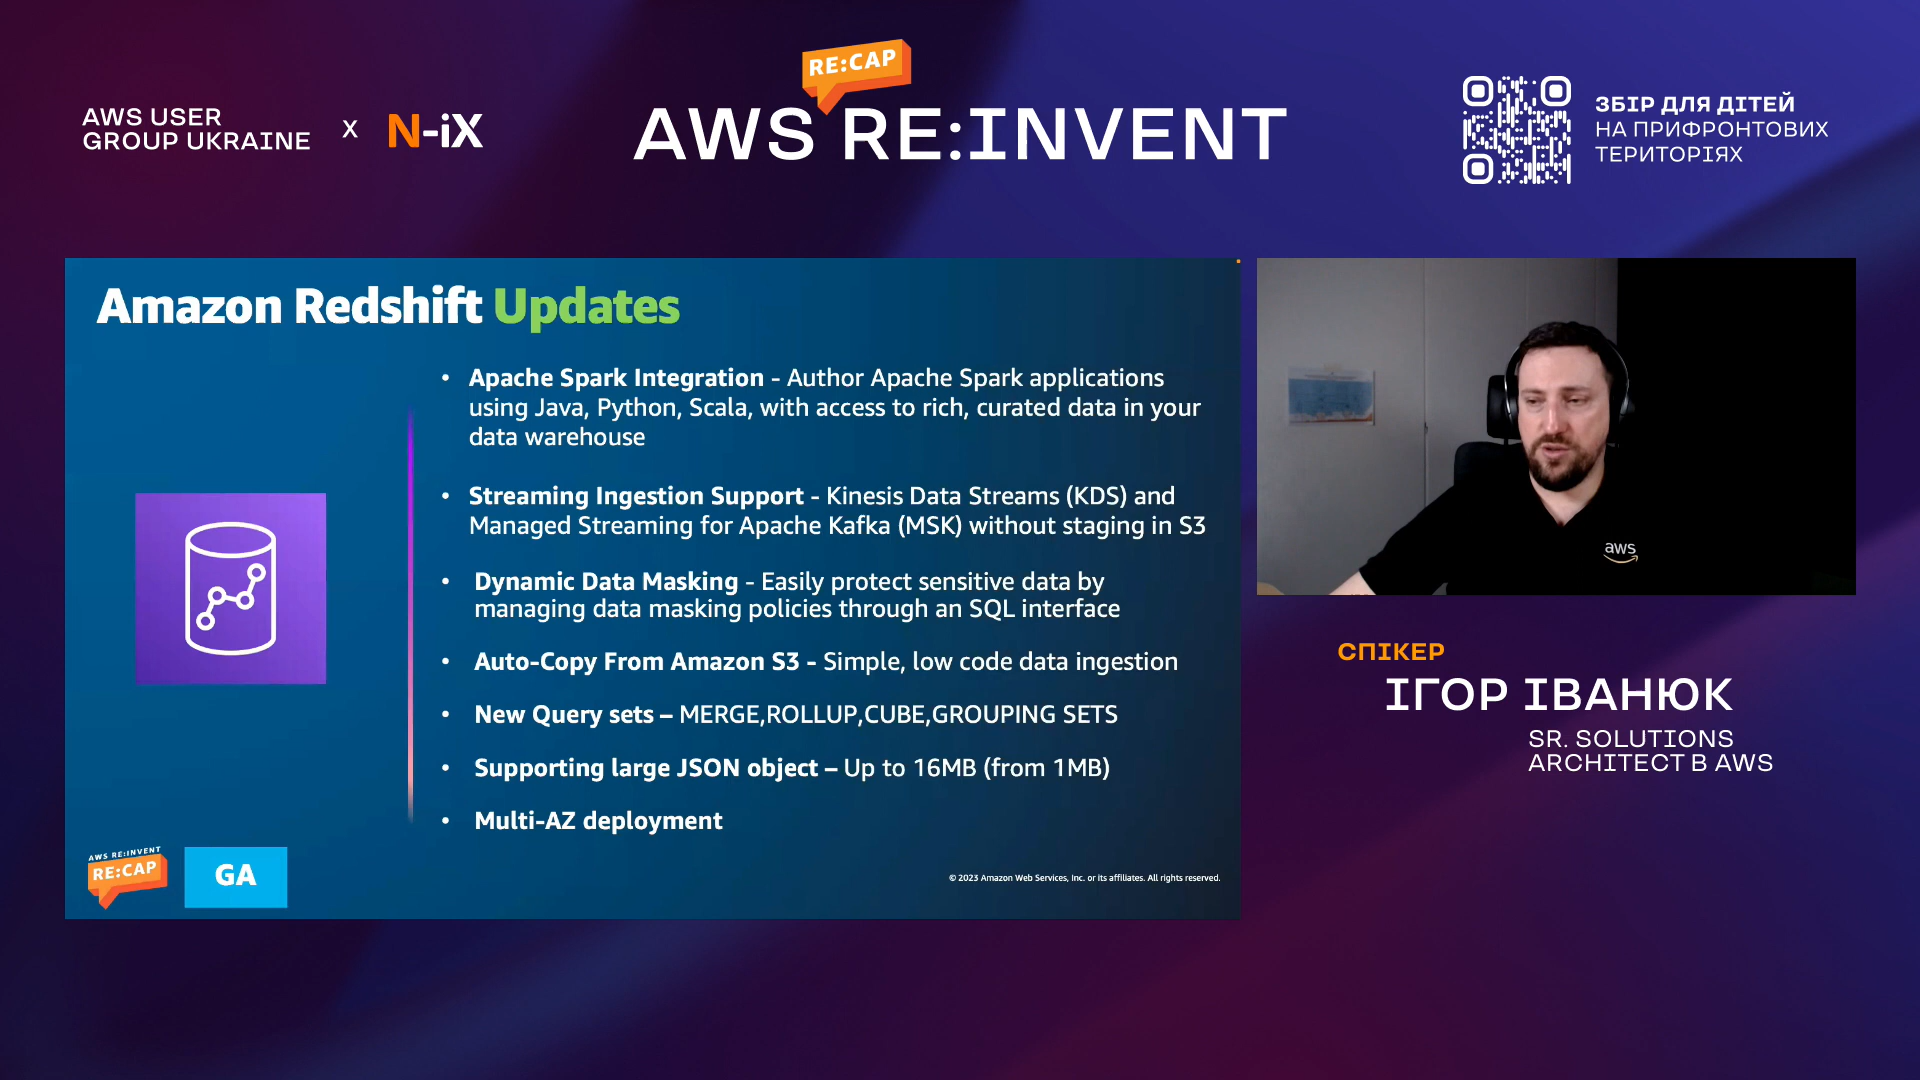 AWS USER
GROUP UKRAINE
X
N-iX
RE:CAP
AWS RE:INVENT
ЗБІР ДЛЯ ДІТЕЙ
НА ПРИФРОНТОВИХ
ТЕРИТОРІЯХ
Amazon Redshift Updates
• Apache Spark Integration - Author Apache Spark applications
using Java, Python, Scala, with access to rich, curated data in your
data warehouse
• Streaming Ingestion Support - Kinesis Data Streams (KDS) and
Managed Streaming for Apache Kafka (MSK) without staging in S3
• Dynamic Data Masking - Easily protect sensitive data by
managing data masking policies through an SQL interface
• Auto-Copy From Amazon S3 - Simple, low code data ingestion
• New Query sets – MERGE,ROLLUP,CUBE,GROUPING SETS
• Supporting large JSON object – Up to 16MB (from 1MB)
• Multi-AZ deployment
AWS RE:INVENT
RE:CAP
GA
© 2023 Amazon Web Services, Inc. or its affiliates. All rights reserved.
aws
СПІКЕР
ІГОР ІВАНЮК
SR. SOLUTIONS
ARCHITECT В AWS